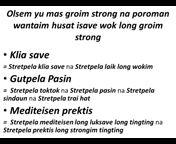 Olsem yu mas groim strong na poroman
wantaim husat isave wok long groim
strong
• Klia save
= Stretpela klia save na Stretpela laik long wokim
• Gutpela Pasin
= Stretpela toktok na Stretpela pasin na Stretpela
sindaun na Stretpela trai hat
• Mediteisen prektis
= Stretpela mediteisen long luksave long tingting na
Stretpela prektis long strongim tingting